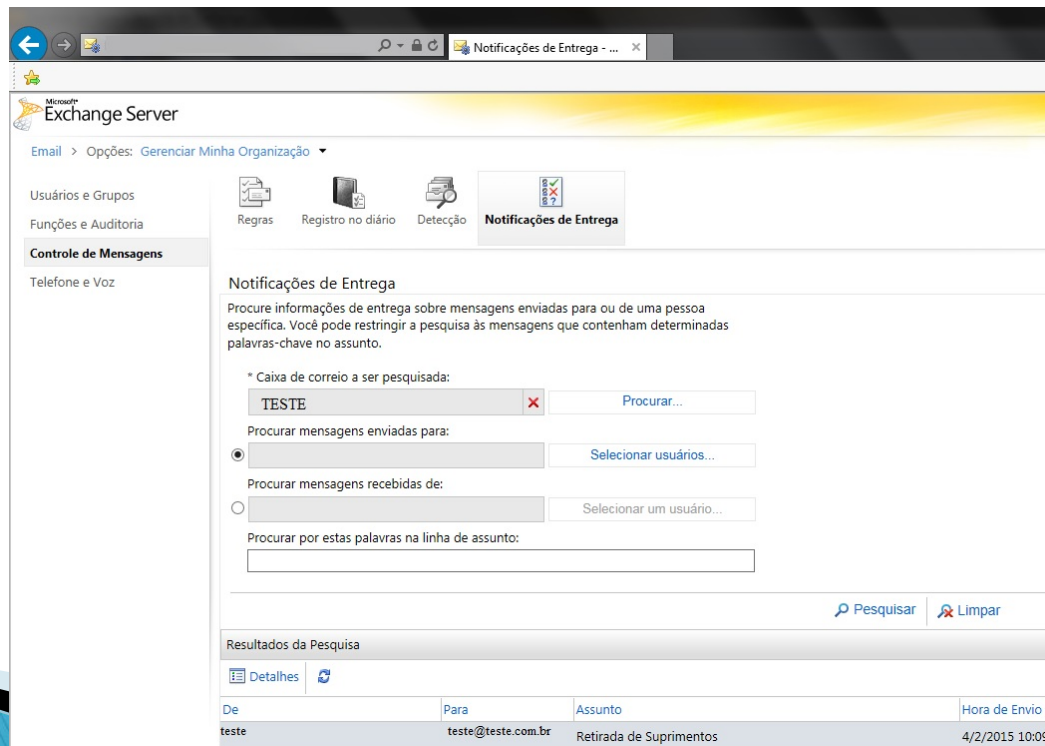 Notificações de Entrega - ...
Microsoft®
Exchange Server
Email > Opções: Gerenciar Minha Organização
Usuários e Grupos
Funções e Auditoria
Controle de Mensagens
Telefone e Voz
Regras
Registro no diário
Detecção
Notificações de Entrega
Notificações de Entrega
Procure informações de entrega sobre mensagens enviadas para ou de uma pessoa
específica. Você pode restringir a pesquisa às mensagens que contenham determinadas
palavras-chave no assunto.
* Caixa de correio a ser pesquisada:
TESTE
Procurar...
Procurar mensagens enviadas para:
Selecionar usuários...
Procurar mensagens recebidas de:
Selecionar um usuário...
Procurar por estas palavras na linha de assunto:
Pesquisar
Limpar
Resultados da Pesquisa
Detalhes
De Para Assunto Hora de Envio
teste teste@teste.com.br Retirada de Suprimentos 4/2/2015 10:09